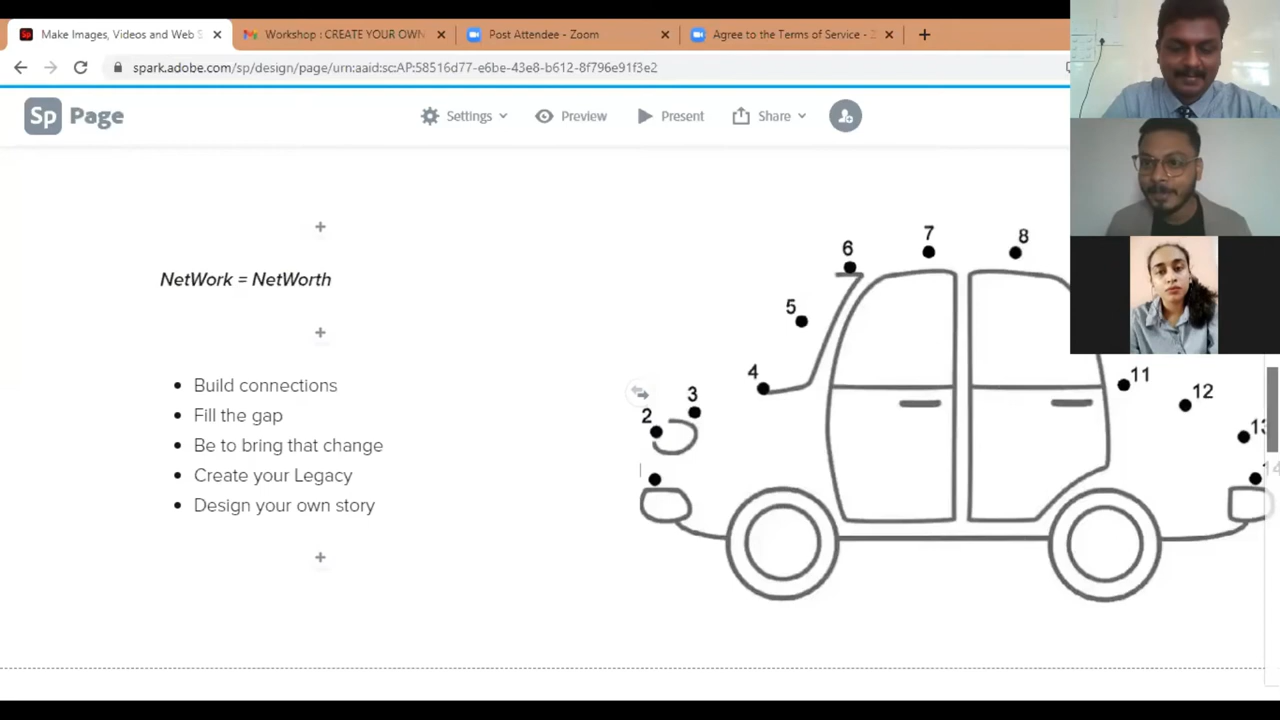 Make Images, Videos and Web S
Workshop : CREATE YOUR OWN
Post Attendee - Zoom
Agree to the Terms of Service - Z
spark.adobe.com/sp/design/page/urn:aaid:sc:AP:58516d77-e6be-43e8-b612-8f796e91f3e2
Sp Page
Settings
Preview
Present
Share
NetWork = NetWorth
Build connections
Fill the gap
Be to bring that change
Create your Legacy
Design your own story
6
7
8
5
4
3
2
11
12
13
14